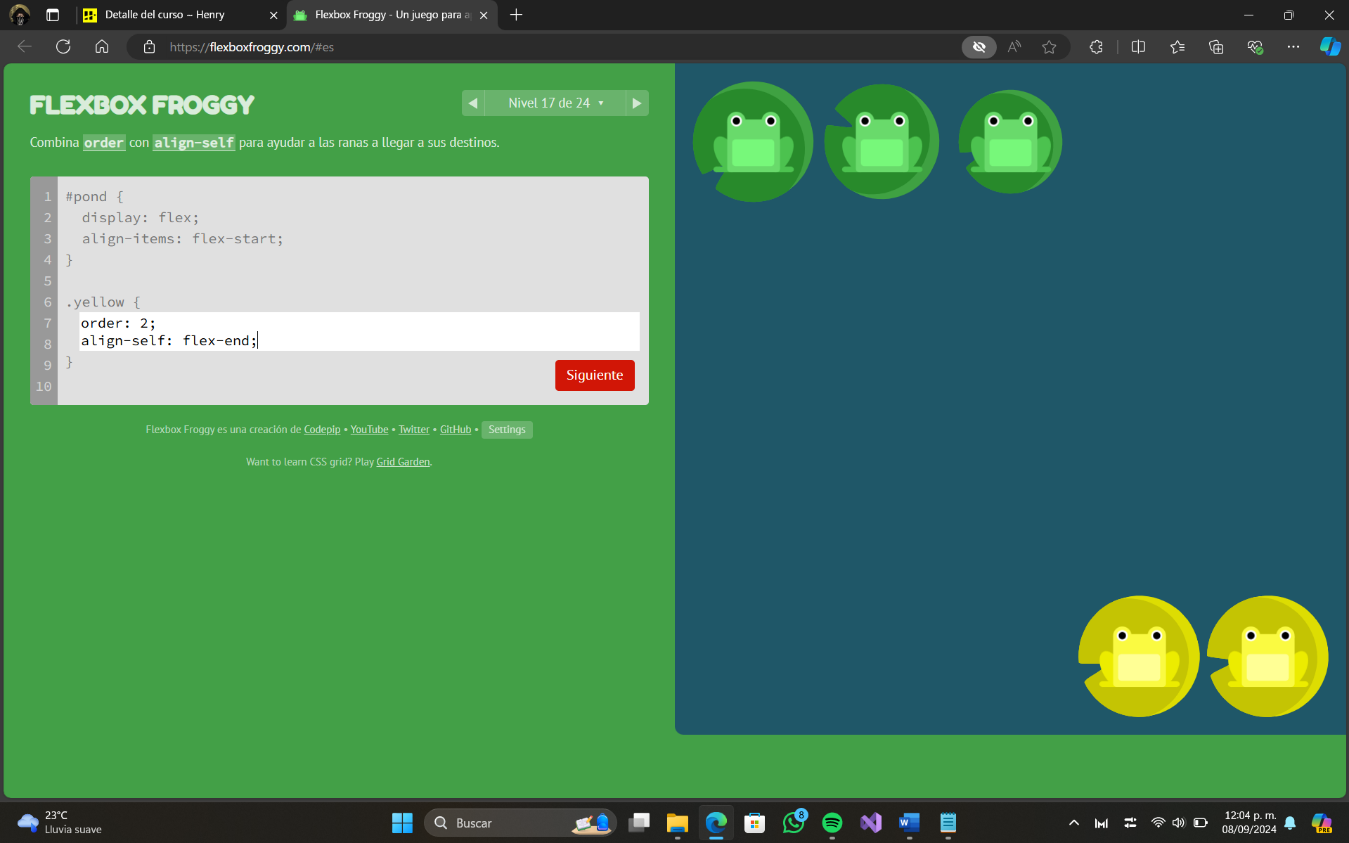 Detalle del curso – Henry
Flexbox Froggy - Un juego para a
https://flexboxfroggy.com/#es
FLEXBOX FROGGY
Nivel 17 de 24
Combina order con align-self para ayudar a las ranas a llegar a sus destinos.
1 #pond {
2 display: flex;
3 align-items: flex-start;
4 }
5
6 .yellow {
7 order: 2;
8 align-self: flex-end;
9 }
10
Siguiente
Flexbox Froggy es una creación de Codepip • YouTube • Twitter • GitHub • Settings
Want to learn CSS grid? Play Grid Garden.
23°C
Lluvia suave
Buscar
8
12:04 p. m.
08/09/2024
PRE